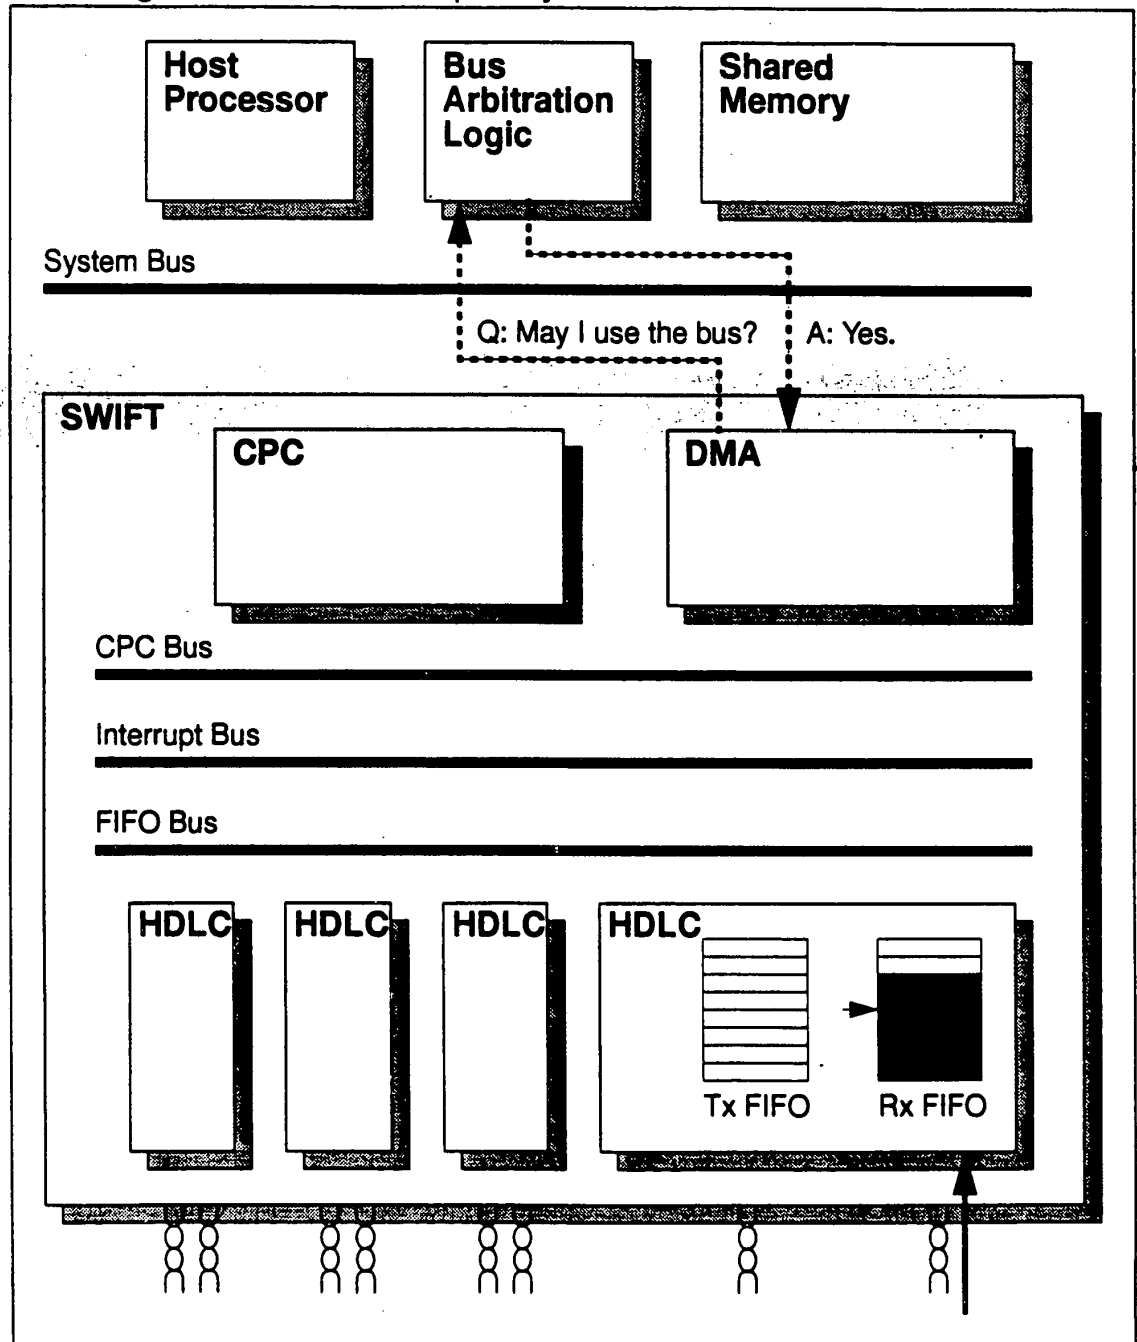 Host
Processor
Bus
Arbitration
Logic
Shared
Memory
System Bus
Q: May I use the bus?
A: Yes.
SWIFT
CPC
DMA
CPC Bus
Interrupt Bus
FIFO Bus
HDLC
HDLC
HDLC
HDLC
Tx FIFO
Rx FIFO